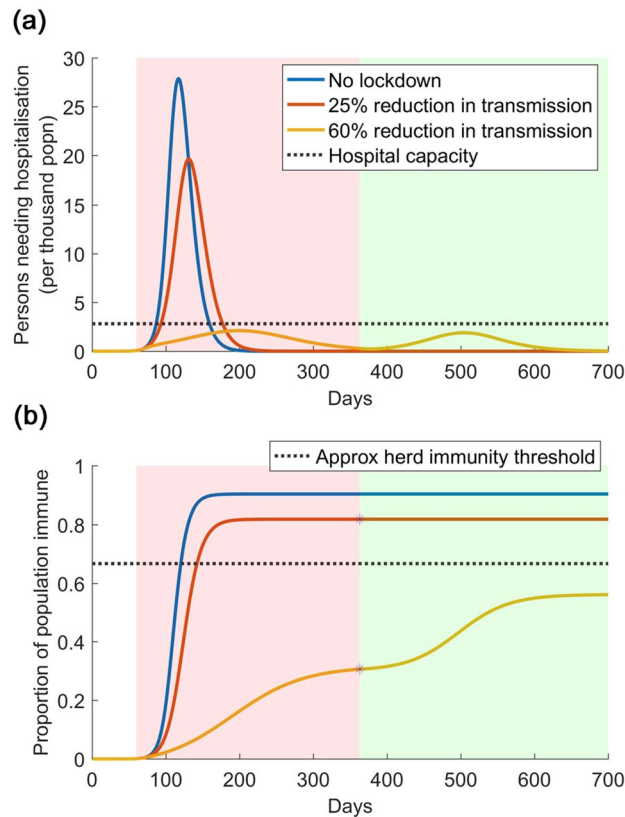 (a)
30
25
20
15
10
5
0
Persons needing hospitalisation
(per thousand popn)
No lockdown
25% reduction in transmission
60% reduction in transmission
Hospital capacity
0 100 200 300 400 500 600 700
Days
(b)
Approx herd immunity threshold
1
0.8
0.6
0.4
0.2
0
Proportion of population immune
0 100 200 300 400 500 600 700
Days